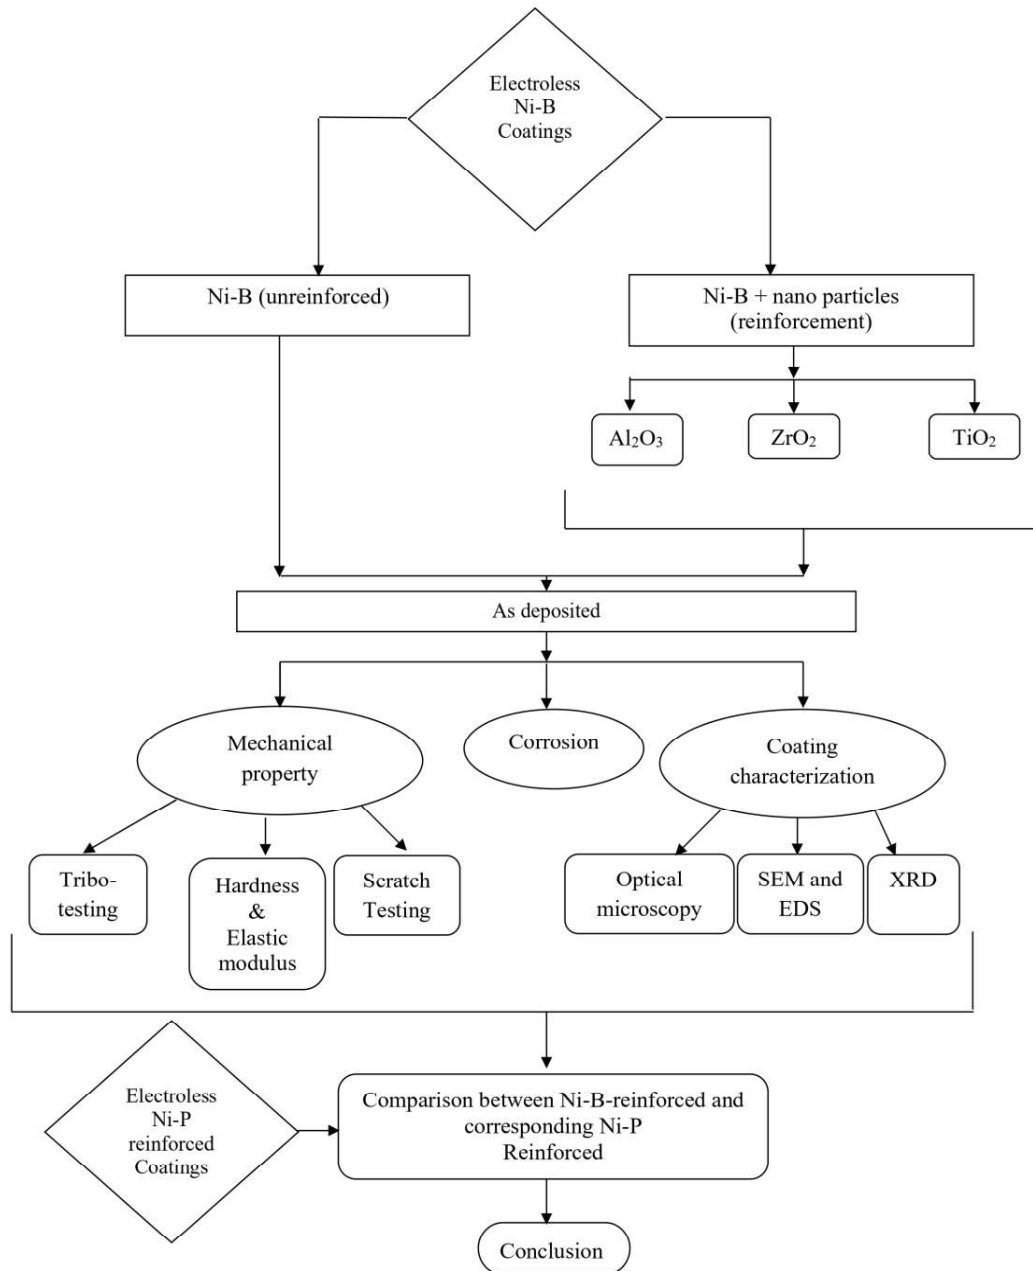 Electroless
Ni-B
Coatings
Ni-B (unreinforced)
Ni-B + nano particles
(reinforcement)
Al₂O₃
ZrO₂
TiO₂
As deposited
Mechanical
property
Corrosion
Coating
characterization
Tribo-
testing
Hardness
&
Elastic
modulus
Scratch
Testing
Optical
microscopy
SEM and
EDS
XRD
Electroless
Ni-P
reinforced
Coatings
Comparison between Ni-B-reinforced and
corresponding Ni-P
Reinforced
Conclusion